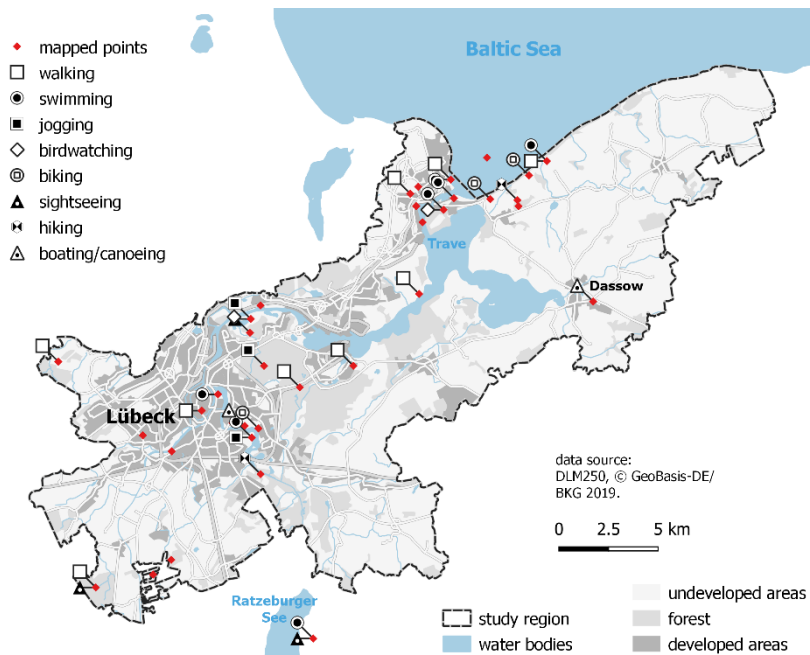 Baltic Sea
mapped points
walking
swimming
jogging
birdwatching
biking
sightseeing
hiking
boating/canoeing
Trave
Dassow
Lübeck
data source:
DLM250, © GeoBasis-DE/
BKG 2019.
0 2.5 5 km
Ratzeburger
See
study region
water bodies
undeveloped areas
forest
developed areas